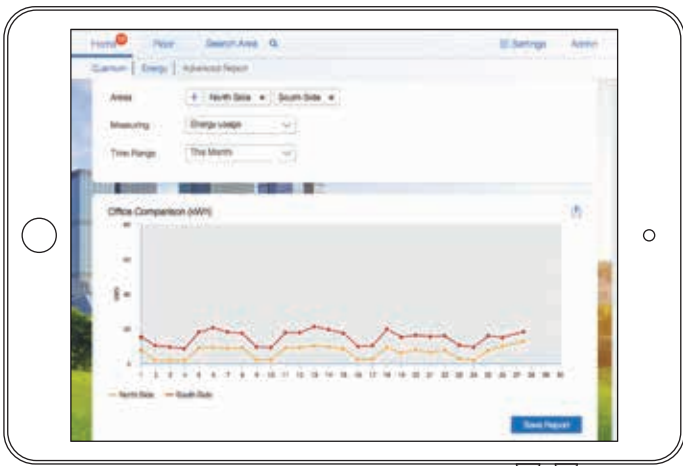 Home Floor Search Area Settings Admin
Quantum Energy Advanced Report
Areas + North Side × South Side ×
Measuring Energy usage
Time Range This Month
Office Comparison (kWh)
kWh
0
1 2 3 4 5 6 7 8 9 10 11 12 13 14 15 16 17 18 19 20 21 22 23 24 25 26 27 28 29 30
North Side South Side
Save Report